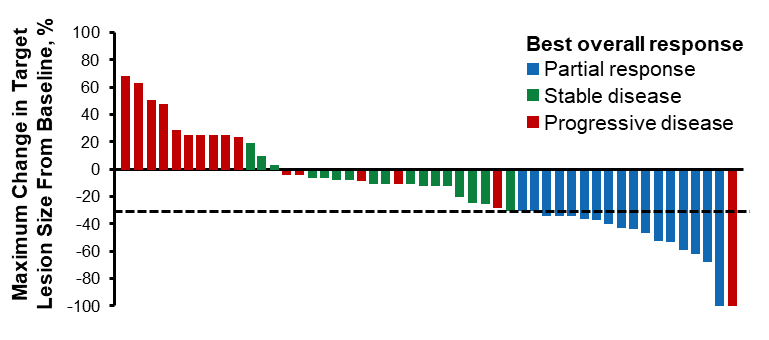 Maximum Change in Target
Lesion Size From Baseline, %
100
80
60
40
20
0
-20
-40
-60
-80
-100
Best overall response
Partial response
Stable disease
Progressive disease